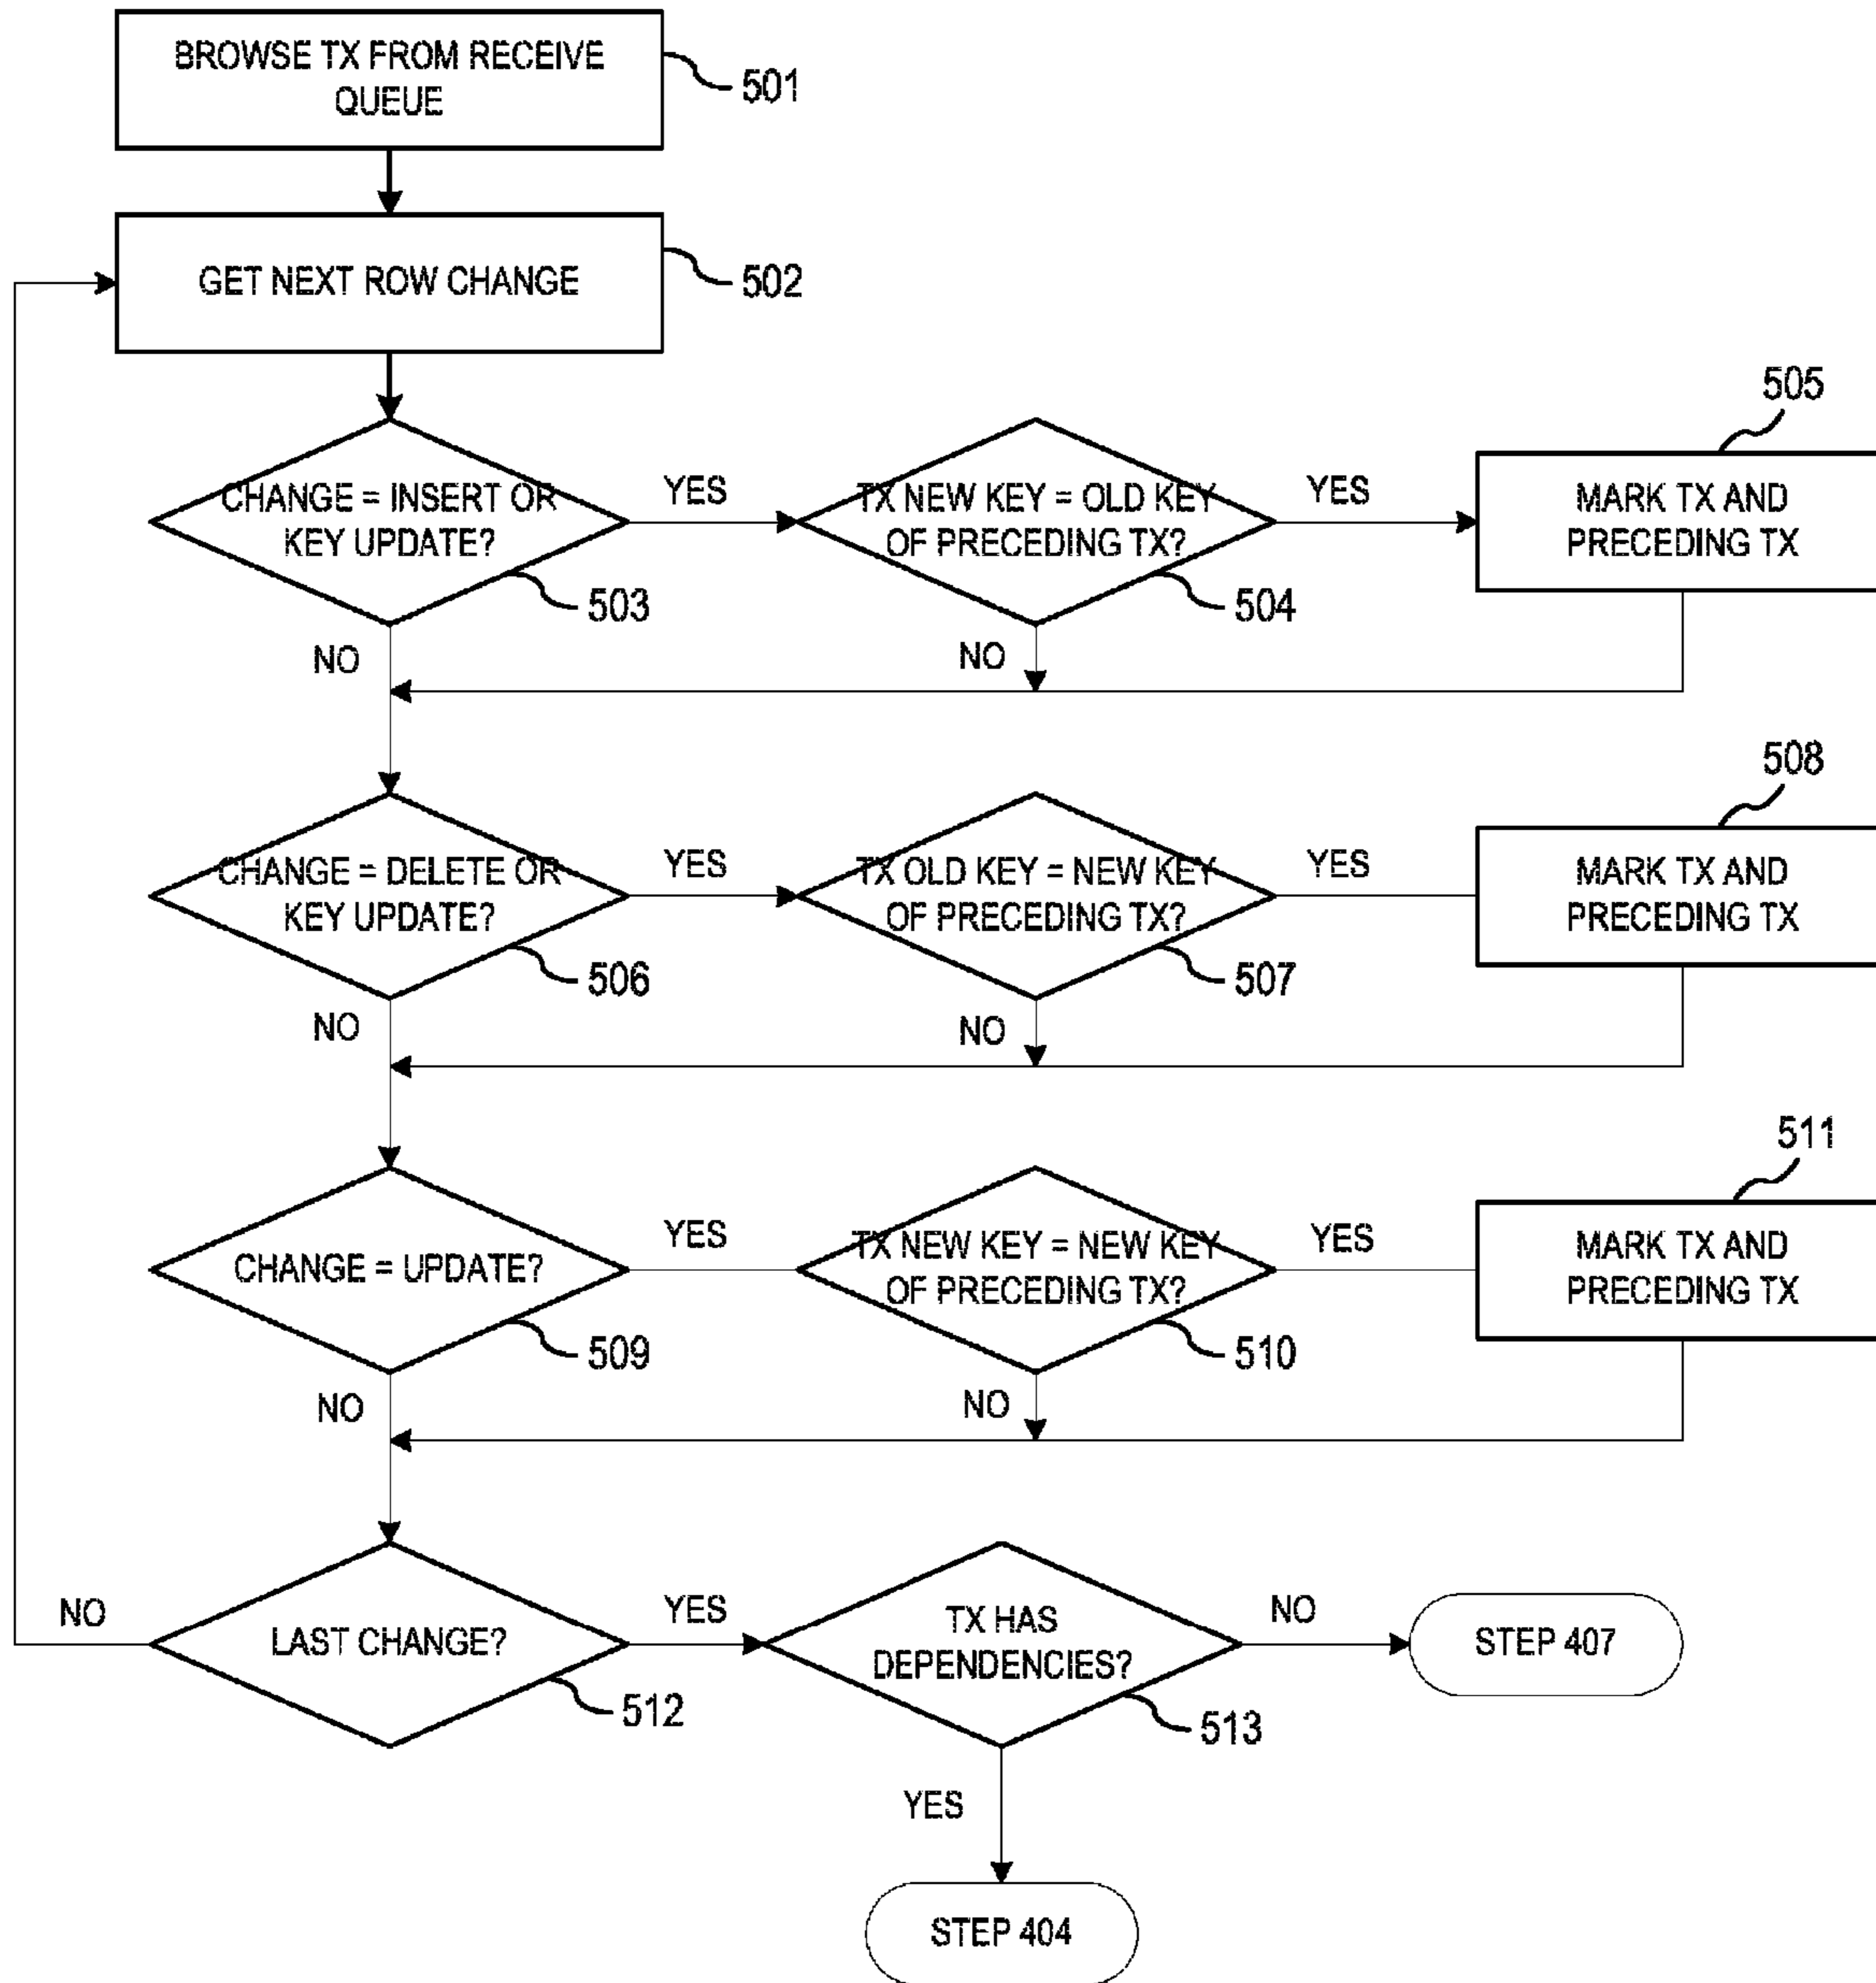 BROWSE TX FROM RECEIVE
QUEUE
501
GET NEXT ROW CHANGE
502
505
CHANGE = INSERT OR
KEY UPDATE?
YES
TX NEW KEY = OLD KEY
OF PRECEDING TX?
YES
MARK TX AND
PRECEDING TX
503
504
NO
NO
508
CHANGE = DELETE OR
KEY UPDATE?
YES
TX OLD KEY = NEW KEY
OF PRECEDING TX?
YES
MARK TX AND
PRECEDING TX
506
507
NO
NO
511
CHANGE = UPDATE?
YES
TX NEW KEY = NEW KEY
OF PRECEDING TX?
YES
MARK TX AND
PRECEDING TX
509
510
NO
NO
NO
LAST CHANGE?
YES
TX HAS
DEPENDENCIES?
NO
STEP 407
512
513
YES
STEP 404